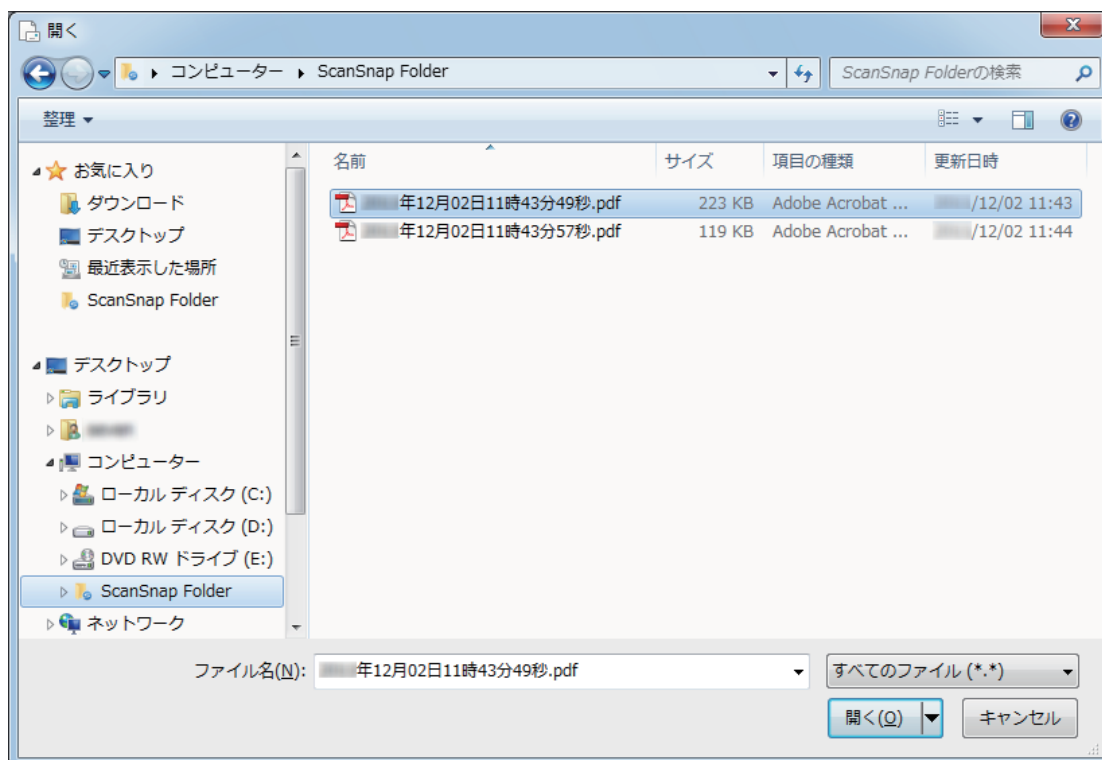 開く
コンピューター ScanSnap Folder ScanSnap Folderの検索
整理
お気に入り
ダウンロード
デスクトップ
最近表示した場所
ScanSnap Folder
デスクトップ
ライブラリ
コンピューター
ローカル ディスク (C:)
ローカル ディスク (D:)
DVD RW ドライブ (E:)
ScanSnap Folder
ネットワーク
名前 サイズ 項目の種類 更新日時
年12月02日11時43分49秒.pdf 223 KB Adobe Acrobat ... /12/02 11:43
年12月02日11時43分57秒.pdf 119 KB Adobe Acrobat ... /12/02 11:44
ファイル名(N): 年12月02日11時43分49秒.pdf すべてのファイル (*.*)
開く(O) キャンセル